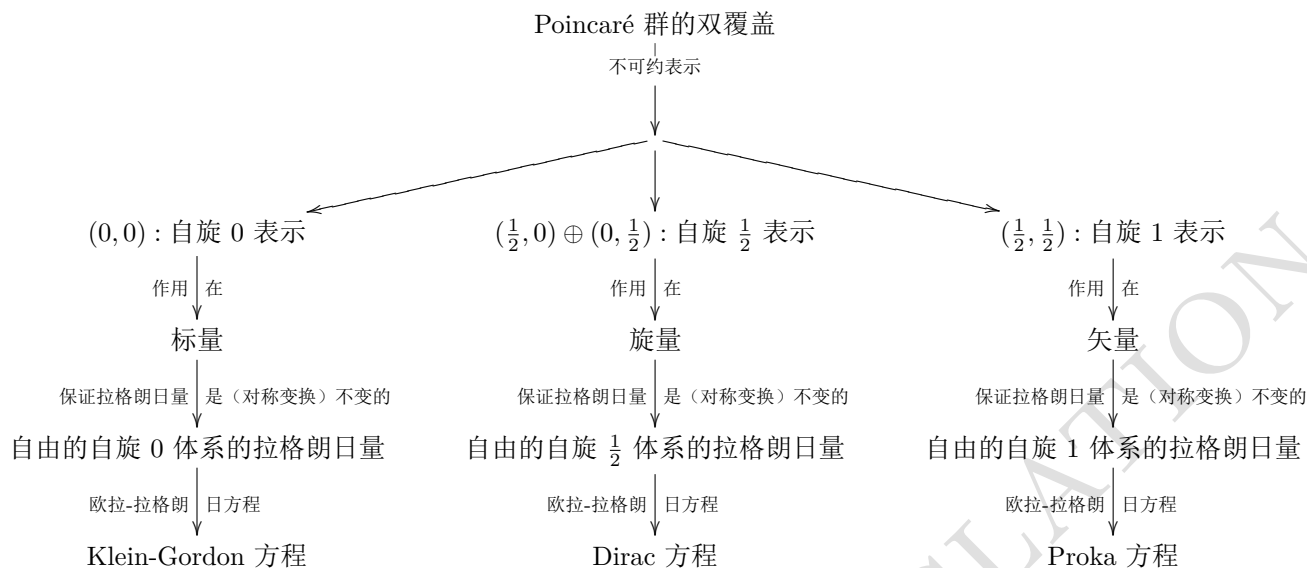 Poincaré 群的双覆盖
不可约表示
(0, 0) : 自旋 0 表示
(1/2, 0) ⊕ (0, 1/2) : 自旋 1/2 表示
(1/2, 1/2) : 自旋 1 表示
作用 在
作用 在
作用 在
标量
旋量
矢量
保证拉格朗日量 是（对称变换）不变的
保证拉格朗日量 是（对称变换）不变的
保证拉格朗日量 是（对称变换）不变的
自由的自旋 0 体系的拉格朗日量
自由的自旋 1/2 体系的拉格朗日量
自由的自旋 1 体系的拉格朗日量
欧拉-拉格朗 日方程
欧拉-拉格朗 日方程
欧拉-拉格朗 日方程
Klein-Gordon 方程
Dirac 方程
Proka 方程
SLATION